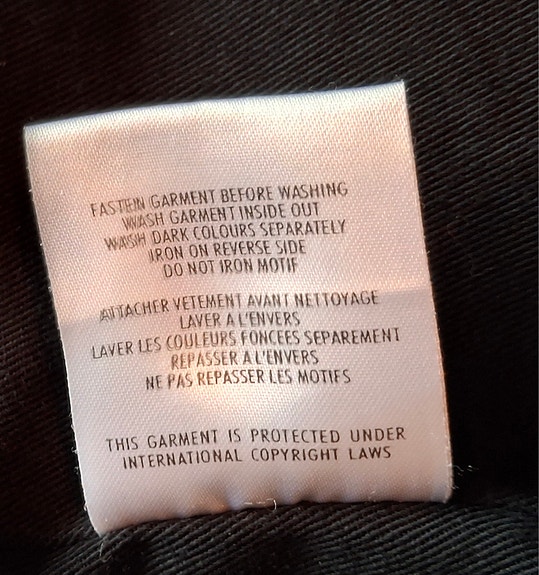 FASTEN GARMENT BEFORE WASHING
WASH GARMENT INSIDE OUT
WASH DARK COLOURS SEPARATELY
IRON ON REVERSE SIDE
DO NOT IRON MOTIF
ATTACHER VETEMENT AVANT NETTOYAGE
LAVER A L'ENVERS
LAVER LES COULEURS FONCEES SEPAREMENT
REPASSER A L'ENVERS
NE PAS REPASSER LES MOTIFS
THIS GARMENT IS PROTECTED UNDER
INTERNATIONAL COPYRIGHT LAWS